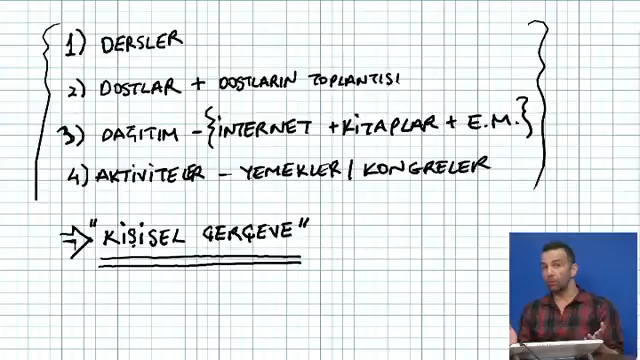 1) DERSLER
2) DOSTLAR + DOSTLARIN TOPLANTISI
3) DAĞITIM - {İNTERNET + KİTAPLAR + E.M.}
4) AKTİVİTELER - YEMEKLER / KONGRELER
⇒ "KİŞİSEL ÇERÇEVE"